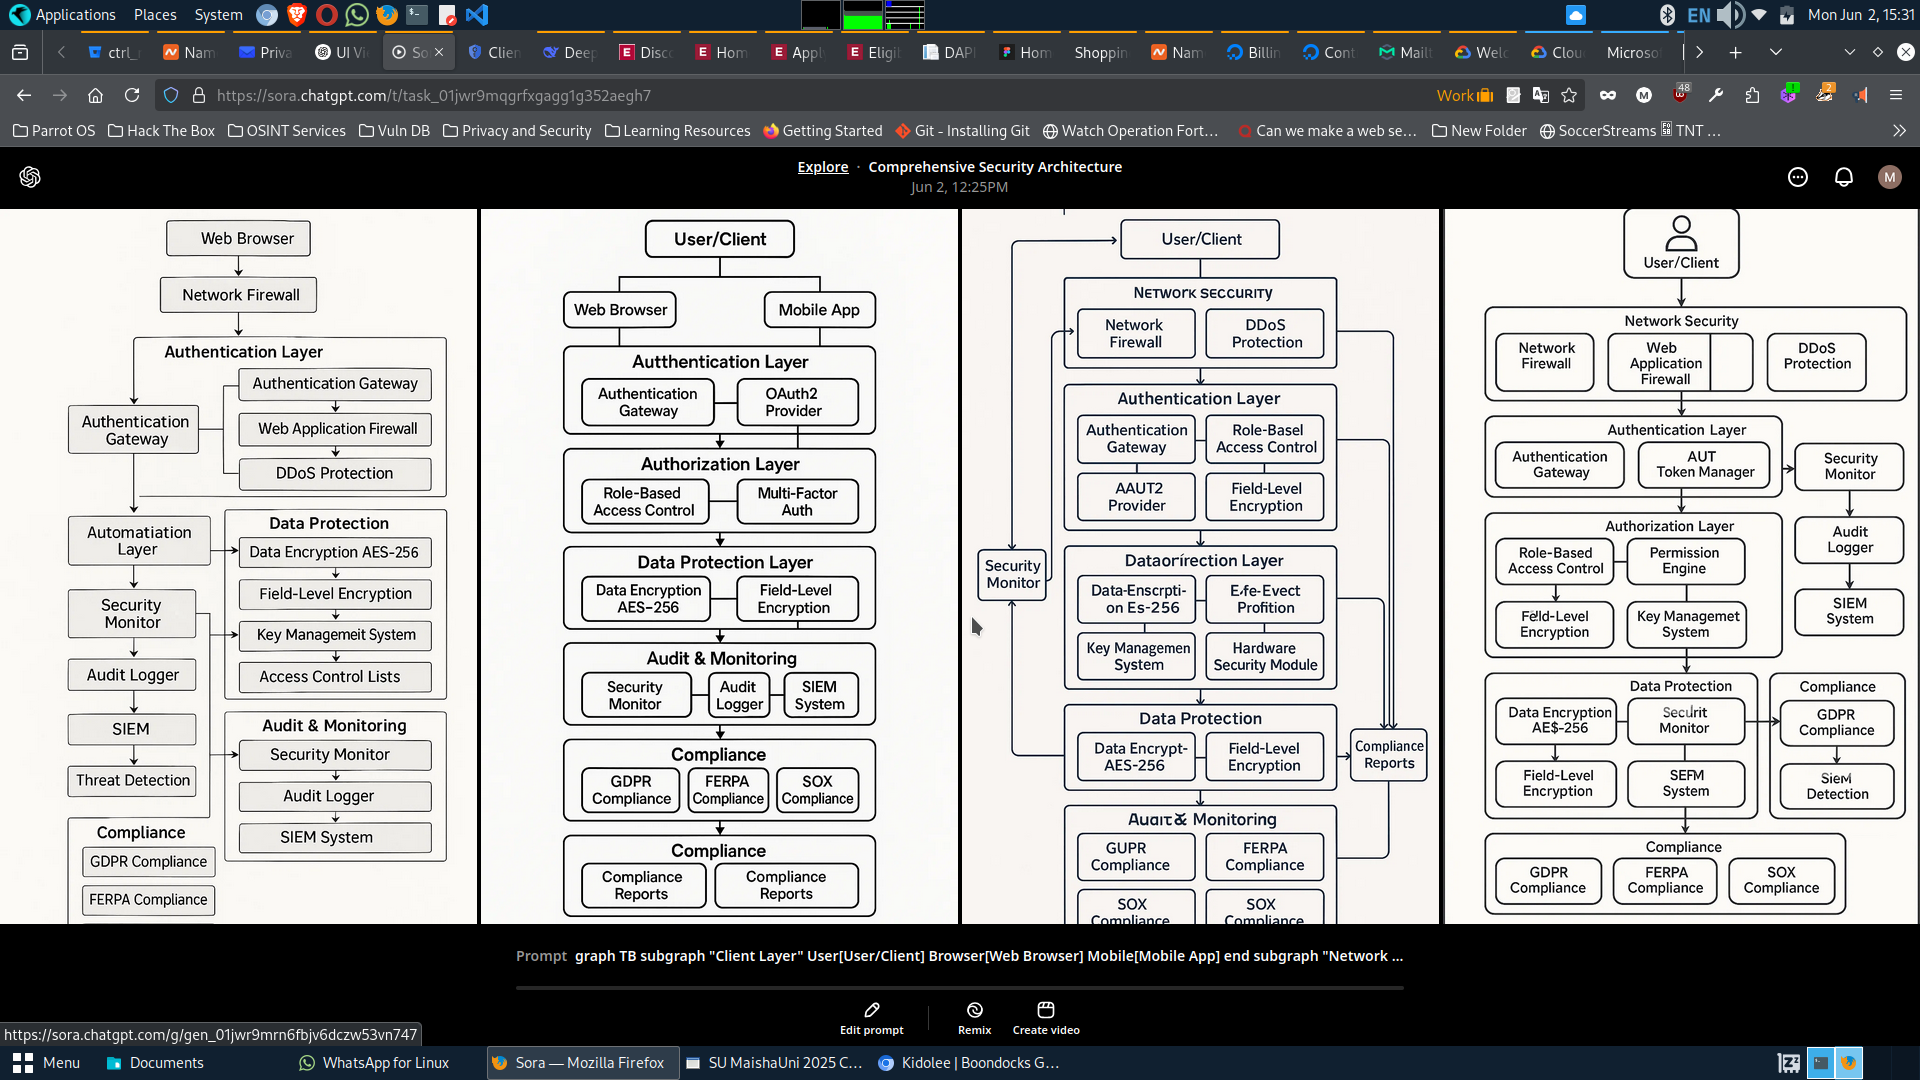 Applications Places System
EN Mon Jun 2, 15:31
ctrl_ Nam Priva UI Vi So Clien Deep Disc Hom Appl Eligi DAPI Hom Shoppin Nam Billin Cont Mailt Welc Clou Microso
https://sora.chatgpt.com/t/task_01jwr9mqgrfxgagg1g352aegh7
Work 48 1 2
Parrot OS Hack The Box OSINT Services Vuln DB Privacy and Security Learning Resources Getting Started Git - Installing Git Watch Operation Fort… Can we make a web se… New Folder SoccerStreams TNT …
Explore · Comprehensive Security Architecture
Jun 2, 12:25PM
M
Web Browser
Network Firewall
Authentication Layer
Authentication Gateway
Web Application Firewall
DDoS Protection
Authentication
Gateway
Automatiation
Layer
Security
Monitor
Audit Logger
SIEM
Threat Detection
Data Protection
Data Encryption AES-256
Field-Level Encryption
Key Managemeit System
Access Control Lists
Audit & Monitoring
Security Monitor
Audit Logger
SIEM System
Compliance
GDPR Compliance
FERPA Compliance
User/Client
Web Browser
Mobile App
Autthentication Layer
Authentication
Gateway
OAuth2
Provider
Authorization Layer
Role-Based
Access Control
Multi-Factor
Auth
Data Protection Layer
Data Encryption
AES-256
Field-Level
Encryption
Audit & Monitoring
Security
Monitor
Audit
Logger
SIEM
System
Compliance
GDPR
Compliance
FERPA
Compliance
SOX
Compliance
Compliance
Compliance
Reports
Compliance
Reports
User/Client
Network Seccurity
Network
Firewall
DDoS
Protection
Authentication Layer
Authentication
Gateway
Role-Basel
Access Control
AAUT2
Provider
Field-Level
Encryption
Security
Monitor
Layer
Data-Enscrpti-
on Es-256
Key Managemen
System
Hardware
Security Module
Data Protection
Data Encrypt-
AES-256
Field-Level
Encryption
Compliance
Reports
Monitoring
GUPR
Compliance
FERPA
Compliance
SOX
Compliance
SOX
Compliance
User/Client
Network Security
Network
Firewall
Web
Application
Firewall
DDoS
Protection
Authentication Layer
Authentication
Gateway
AUT
Token Manager
Security
Monitor
Audit
Logger
SIEM
System
Authorization Layer
Role-Based
Access Control
Permission
Engine
Encryption
Key Managemet
System
Data Protection
Data Encryption
AE$-256
Monitor
Field-Level
Encryption
System
Compliance
GDPR
Compliance
Detection
Compliance
GDPR
Compliance
FERPA
Compliance
SOX
Compliance
Prompt graph TB subgraph "Client Layer" User[User/Client] Browser[Web Browser] Mobile[Mobile App] end subgraph "Network ...
Edit prompt Remix Create video
https://sora.chatgpt.com/g/gen_01jwr9mrn6fbjv6dczw53vn747
Menu Documents WhatsApp for Linux Sora — Mozilla Firefox SU MaishaUni 2025 C… Kidolee | Boondocks G…